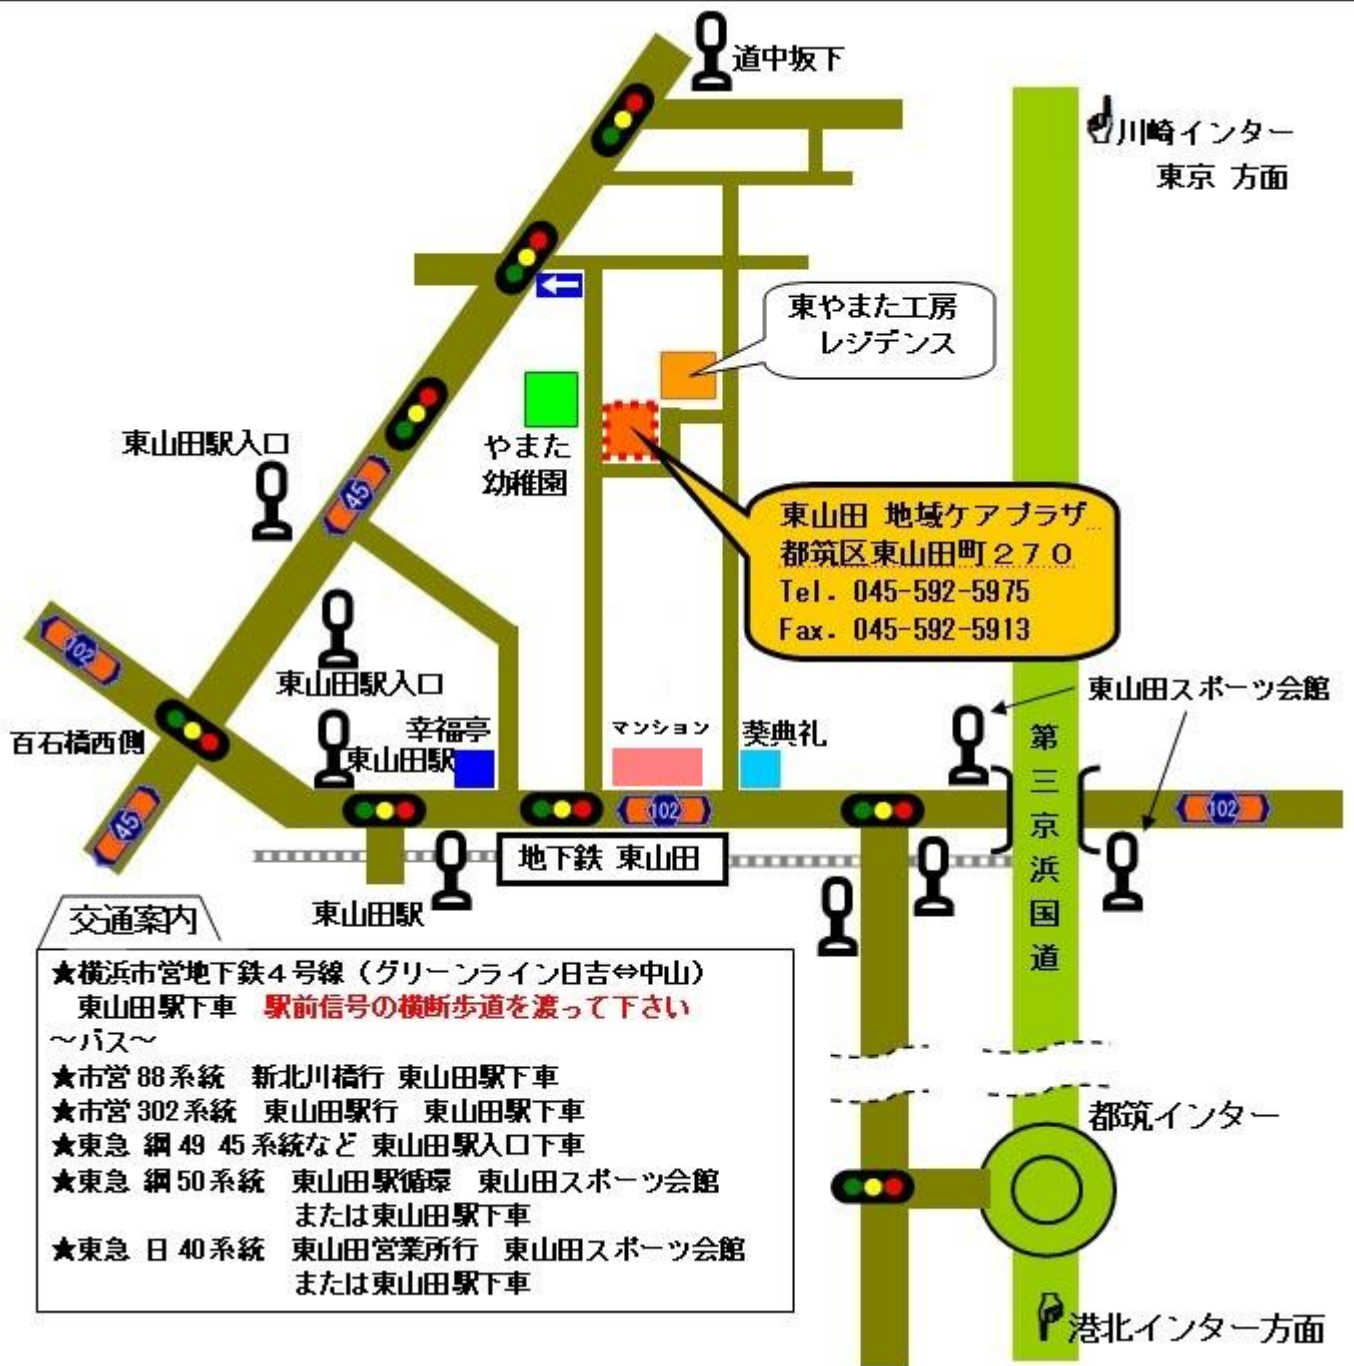 道中坂下
川崎インター
東京 方面
東やまた工房
レジデンス
東山田駅入口
やまた
幼稚園
45
東山田 地域ケアプラザ
都筑区東山田町２７０
Tel. 045-592-5975
Fax. 045-592-5913
102
東山田駅入口
東山田スポーツ会館
百石橋西側
幸福亭
マンション
葵典礼
東山田駅
第三京浜国道
45
102
102
地下鉄 東山田
東山田駅
交通案内
★横浜市営地下鉄４号線（グリーンライン日吉⇔中山）
東山田駅下車 駅前信号の横断歩道を渡って下さい
～バス～
★市営 88 系統 新北川橋行 東山田駅下車
★市営 302 系統 東山田駅行 東山田駅下車
★東急 綱 49 45 系統など 東山田駅入口下車
★東急 綱 50 系統 東山田駅循環 東山田スポーツ会館
または東山田駅下車
★東急 日 40 系統 東山田営業所行 東山田スポーツ会館
または東山田駅下車
都筑インター
港北インター方面